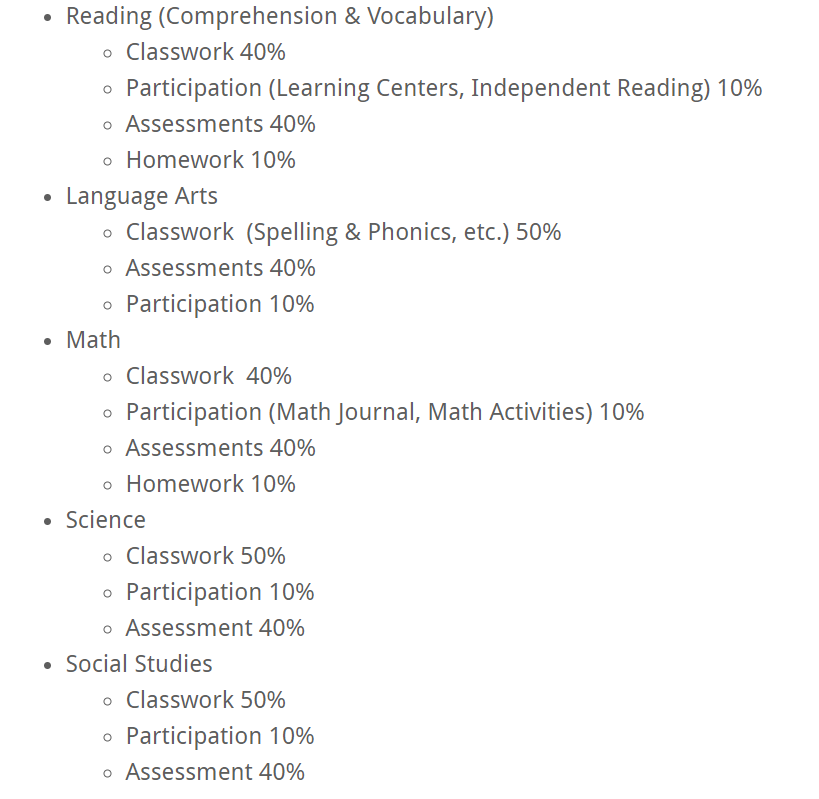 Reading (Comprehension & Vocabulary)
Classwork 40%
Participation (Learning Centers, Independent Reading) 10%
Assessments 40%
Homework 10%
Language Arts
Classwork  (Spelling & Phonics, etc.) 50%
Assessments 40%
Participation 10%
Math
Classwork  40%
Participation (Math Journal, Math Activities) 10%
Assessments 40%
Homework 10%
Science
Classwork 50%
Participation 10%
Assessment 40%
Social Studies
Classwork 50%
Participation 10%
Assessment 40%